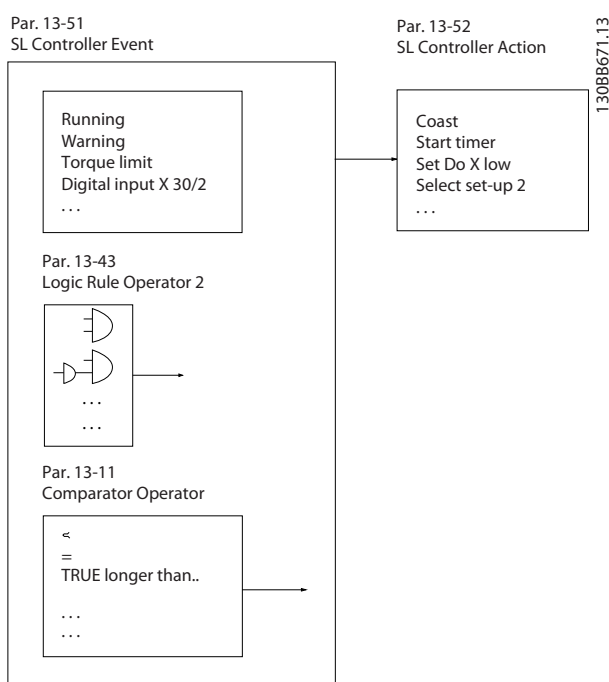 Par. 13-51
SL Controller Event
Par. 13-52
SL Controller Action
130BB671.13
Running
Warning
Torque limit
Digital input X 30/2
. . .
Coast
Start timer
Set Do X low
Select set-up 2
. . .
Par. 13-43
Logic Rule Operator 2
. . .
. . .
Par. 13-11
Comparator Operator
=
TRUE longer than..
. . .
. . .